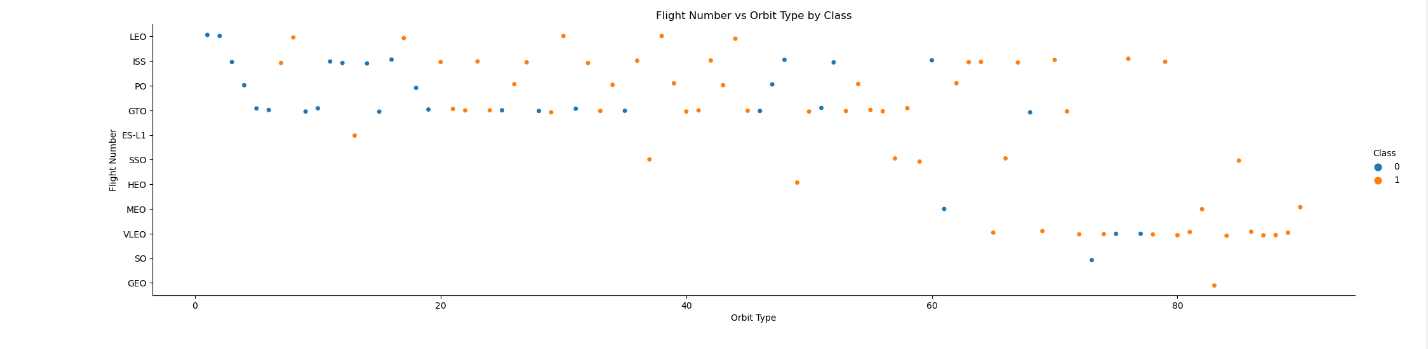 Flight Number vs Orbit Type by Class
LEO
ISS
PO
GTO
ES-L1
SSO
HEO
MEO
VLEO
SO
GEO
Flight Number
0 20 40 60 80
Orbit Type
Class
0
1